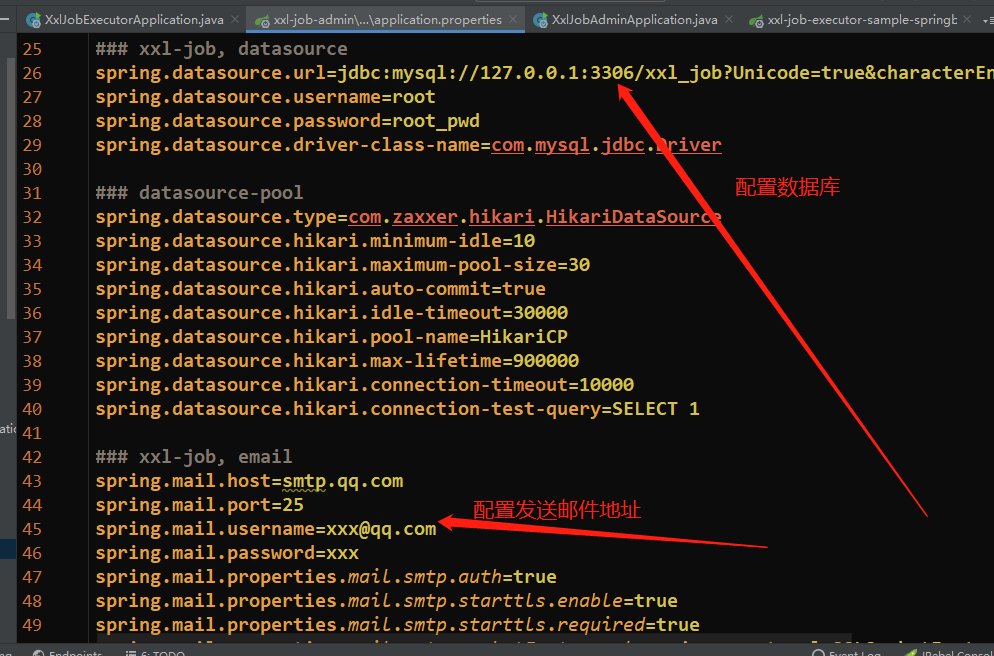 XxlJobExecutorApplication.java
xxl-job-admin\...\application.properties
XxlJobAdminApplication.java
xxl-job-executor-sample-springb
25 ### xxl-job, datasource
26 spring.datasource.url=jdbc:mysql://127.0.0.1:3306/xxl_job?Unicode=true&characterEn
27 spring.datasource.username=root
28 spring.datasource.password=root_pwd
29 spring.datasource.driver-class-name=com.mysql.jdbc.Driver
配置数据库
30
31 ### datasource-pool
32 spring.datasource.type=com.zaxxer.hikari.HikariDataSource
33 spring.datasource.hikari.minimum-idle=10
34 spring.datasource.hikari.maximum-pool-size=30
35 spring.datasource.hikari.auto-commit=true
36 spring.datasource.hikari.idle-timeout=30000
37 spring.datasource.hikari.pool-name=HikariCP
38 spring.datasource.hikari.max-lifetime=900000
39 spring.datasource.hikari.connection-timeout=10000
40 spring.datasource.hikari.connection-test-query=SELECT 1
41
42 ### xxl-job, email
43 spring.mail.host=smtp.qq.com
44 spring.mail.port=25
配置发送邮件地址
45 spring.mail.username=xxx@qq.com
46 spring.mail.password=xxx
47 spring.mail.properties.mail.smtp.auth=true
48 spring.mail.properties.mail.smtp.starttls.enable=true
49 spring.mail.properties.mail.smtp.starttls.required=true
Endpoints
6: TODO
Event Log
JRebel Consol